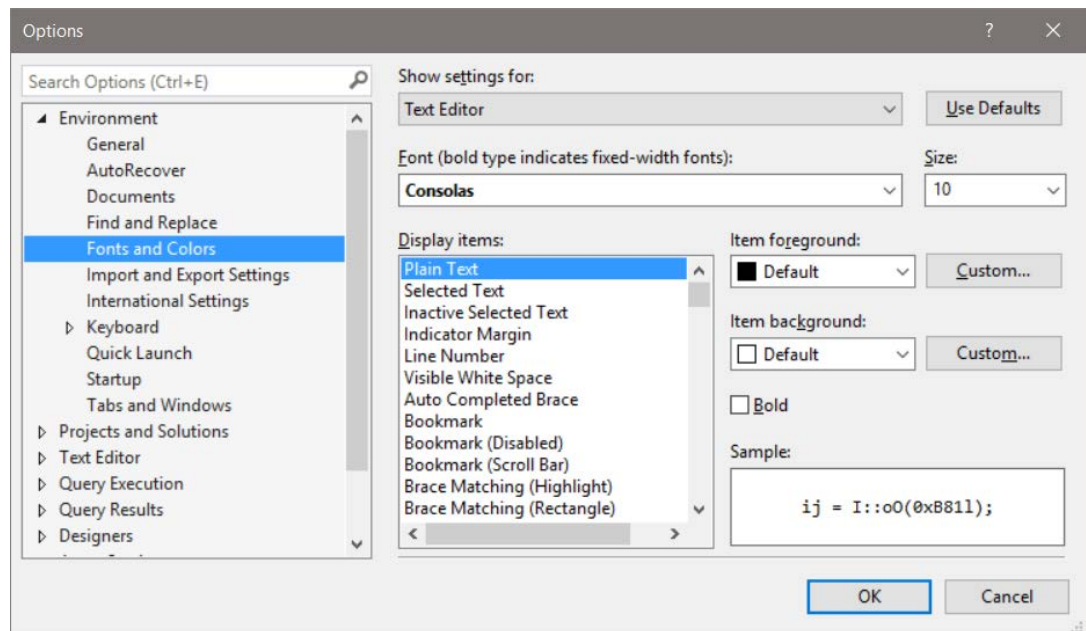 Options
?
Search Options (Ctrl+E)
Environment
General
AutoRecover
Documents
Find and Replace
Fonts and Colors
Import and Export Settings
International Settings
Keyboard
Quick Launch
Startup
Tabs and Windows
Projects and Solutions
Text Editor
Query Execution
Query Results
Designers
Show settings for:
Text Editor
Use Defaults
Font (bold type indicates fixed-width fonts):
Size:
Consolas
10
Display items:
Plain Text
Selected Text
Inactive Selected Text
Indicator Margin
Line Number
Visible White Space
Auto Completed Brace
Bookmark
Bookmark (Disabled)
Bookmark (Scroll Bar)
Brace Matching (Highlight)
Brace Matching (Rectangle)
Item foreground:
Default
Custom...
Item background:
Default
Custom...
Bold
Sample:
ij = I::oO(0xB81l);
OK
Cancel